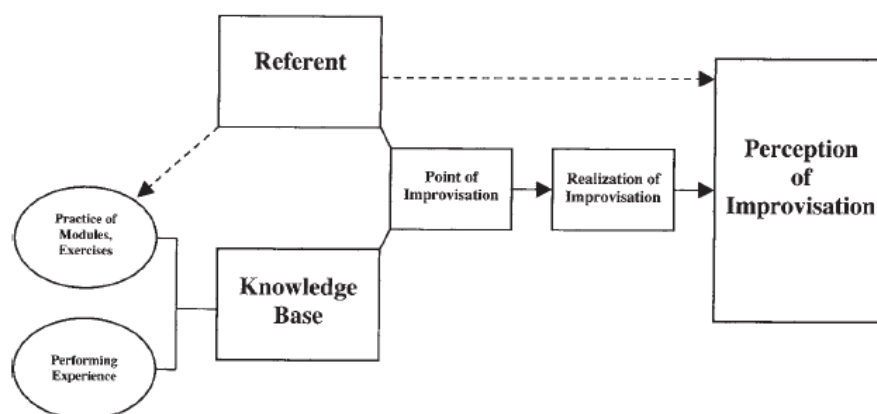 Referent
Perception
of
Improvisation
Point of
Improvisation
Realization of
Improvisation
Practice of
Modules,
Exercises
Knowledge
Base
Performing
Experience